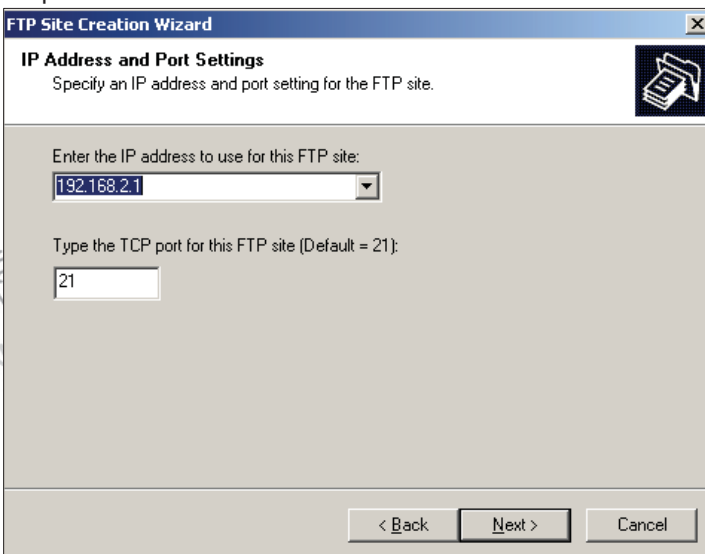 FTP Site Creation Wizard
IP Address and Port Settings
Specify an IP address and port setting for the FTP site.
Enter the IP address to use for this FTP site:
192.168.2.1
Type the TCP port for this FTP site (Default = 21):
21
< Back Next > Cancel